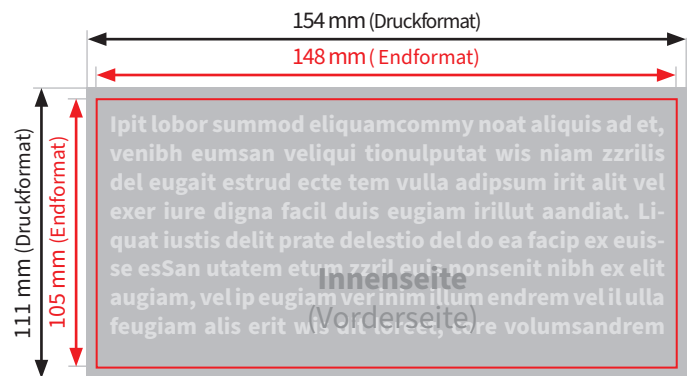 154 mm (Druckformat)
148 mm ( Endformat)
111 mm (Druckformat)
105 mm (Endformat)
Ipit lobor summod eliquamcommy noat aliquis ad et,
venibh eumsan veliqui tionulputat wis niam zzrilis
del eugait estrud ecte tem vulla adipsum irit alit vel
exer iure digna facil duis eugiam irillut aandiat. Li-
quat iustis delit prate delestio del do ea facip ex euis-
se esSan utatem etum zzril euis nonsenit nibh ex elit
Innenseite
augiam, vel ip eugiam ver inim illum endrem vel il ulla
(Vorderseite)
feugiam alis erit wis dit loreet, core volumsandrem